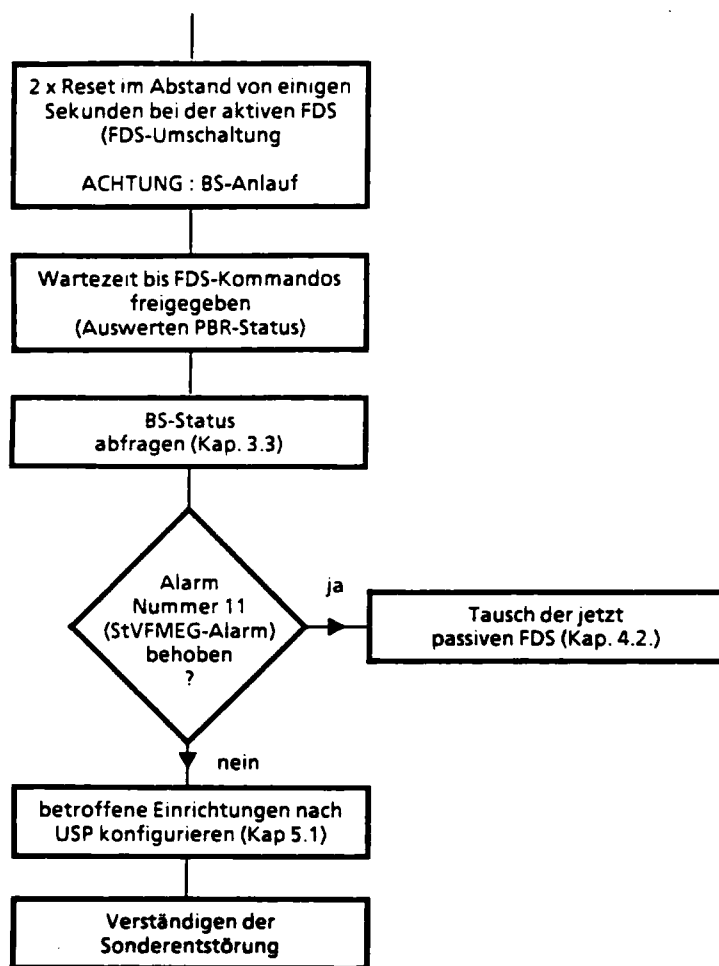 2 x Reset im Abstand von einigen
Sekunden bei der aktiven FDS
(FDS-Umschaltung
ACHTUNG : BS-Anlauf
Wartezeit bis FDS-Kommandos
freigegeben
(Auswerten PBR-Status)
BS-Status
abfragen (Kap. 3.3)
Alarm
Nummer 11
(StVFMEG-Alarm)
behoben
?
ja
Tausch der jetzt
passiven FDS (Kap. 4.2.)
nein
betroffene Einrichtungen nach
USP konfigurieren (Kap 5.1)
Verständigen der
Sonderentstörung